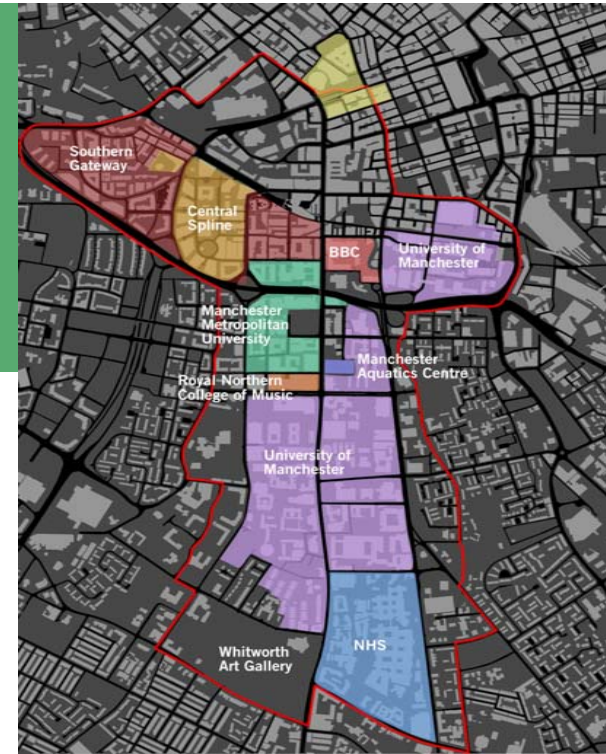 Southern
Gateway
Central
Spline
BBC
University of
Manchester
Manchester
Metropolitan
University
Manchester
Aquatics Centre
Royal Northern
College of Music
University of
Manchester
Whitworth
Art Gallery
NHS